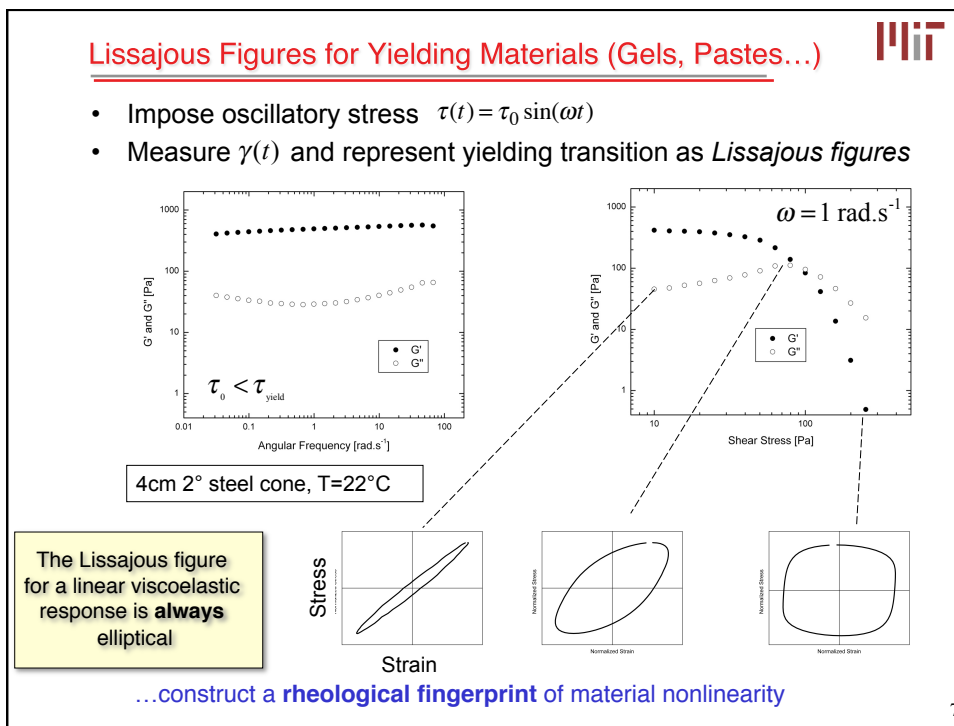 Lissajous Figures for Yielding Materials (Gels, Pastes…)
MIT
• Impose oscillatory stress τ(t) = τ₀ sin(ωt)
• Measure γ(t) and represent yielding transition as Lissajous figures
1000
100
10
1
G' and G" [Pa]
G'
G"
τ₀ < τ_yield
0.01 0.1 1 10 100
Angular Frequency [rad.s⁻¹]
ω = 1 rad.s⁻¹
1000
100
10
1
G' and G" [Pa]
G'
G"
10 100
Shear Stress [Pa]
4cm 2° steel cone, T=22°C
The Lissajous figure
for a linear viscoelastic
response is always
elliptical
Stress
Strain
Normalized Stress
Normalized Strain
Normalized Stress
Normalized Strain
…construct a rheological fingerprint of material nonlinearity